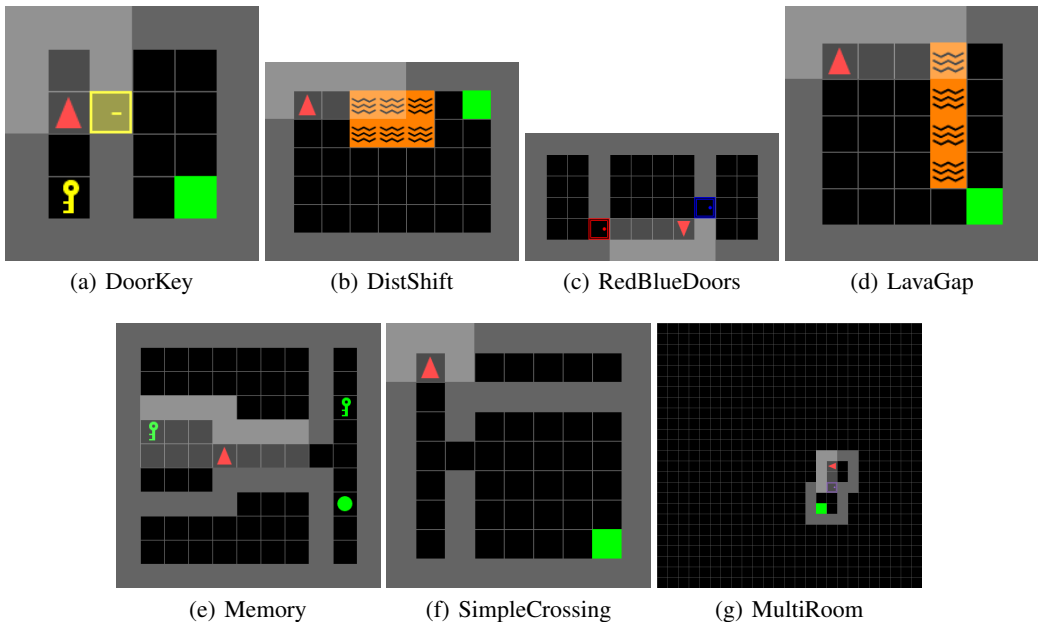 (a) DoorKey
(b) DistShift
(c) RedBlueDoors
(d) LavaGap
(e) Memory
(f) SimpleCrossing
(g) MultiRoom